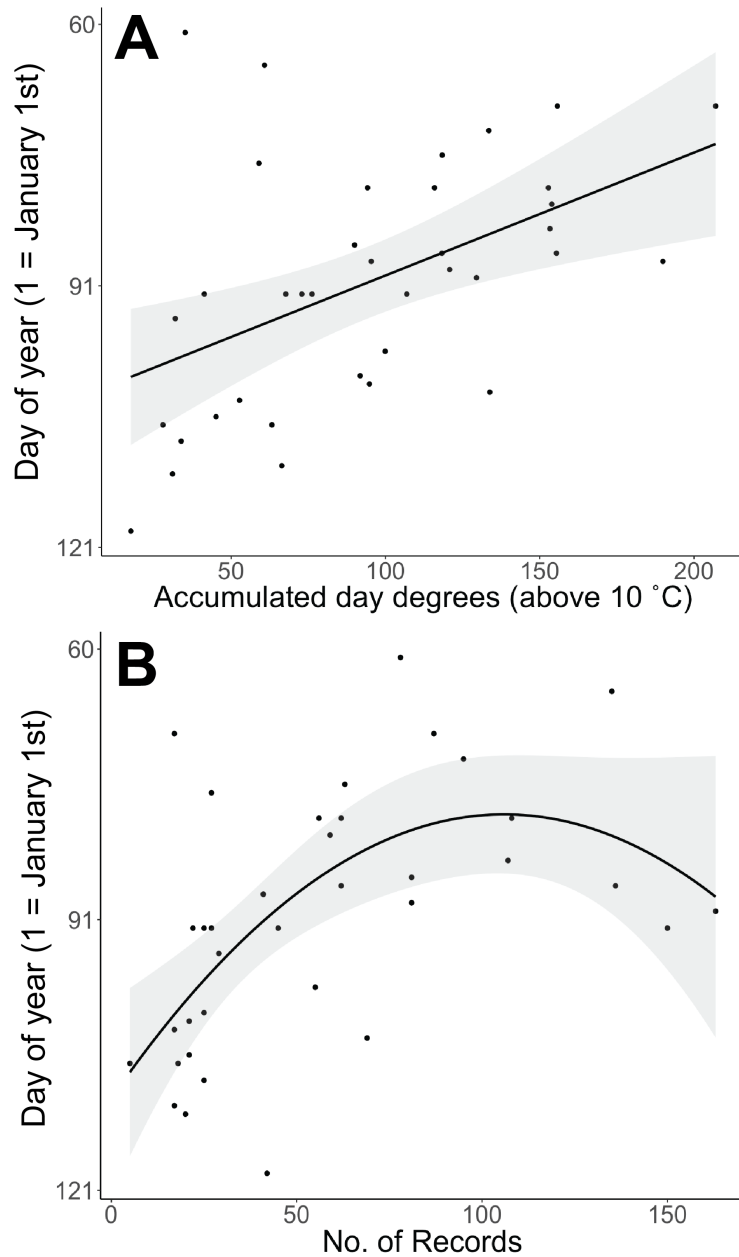 A
60
91
121
Day of year (1 = January 1st)
50 100 150 200
Accumulated day degrees (above 10 ˚C)
B
60
91
121
Day of year (1 = January 1st)
0 50 100 150
No. of Records